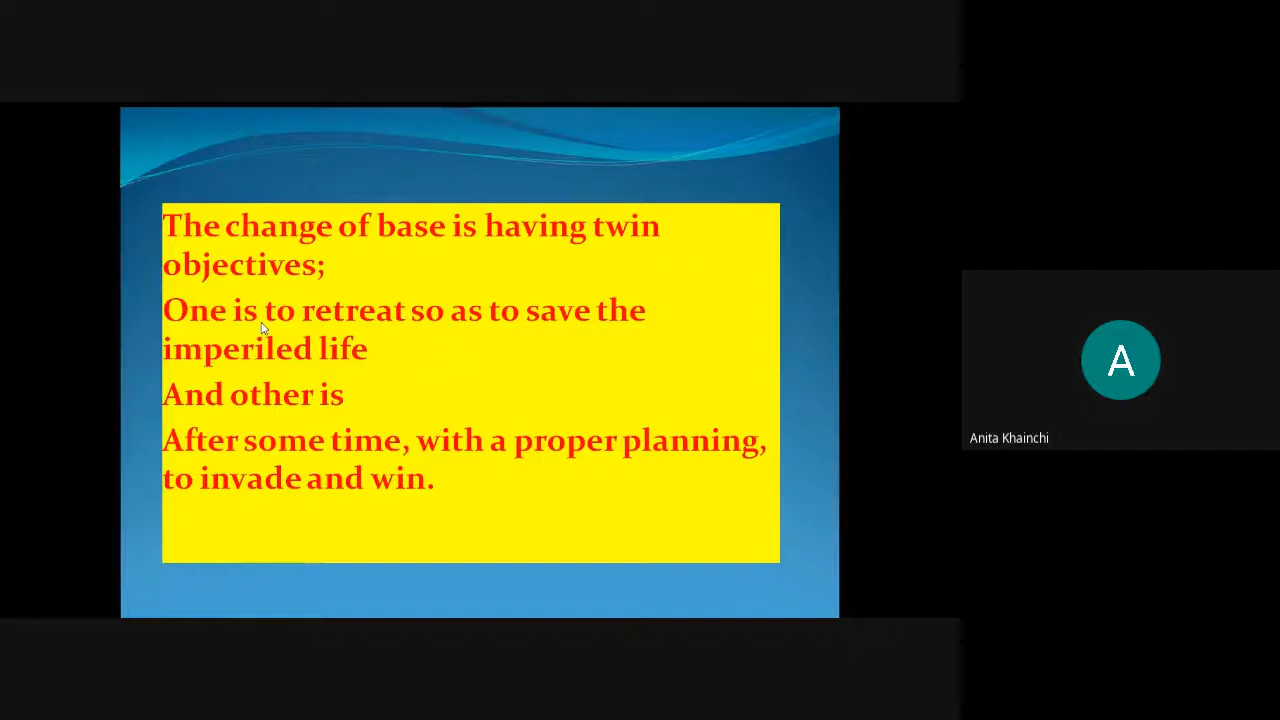 The change of base is having twin
objectives;
One is to retreat so as to save the
imperiled life
And other is
After some time, with a proper planning,
to invade and win.
A
Anita Khainchi